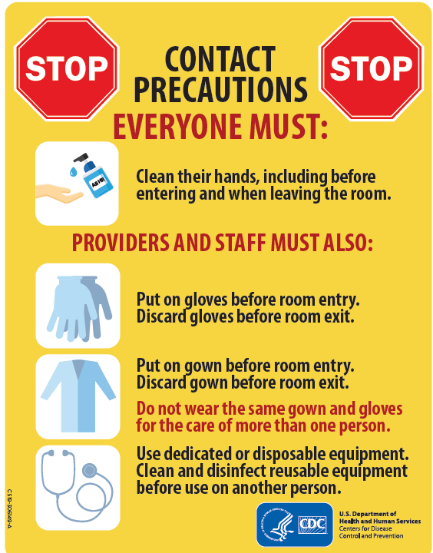 STOP
CONTACT
PRECAUTIONS
STOP
EVERYONE MUST:
ABHR
Clean their hands, including before
entering and when leaving the room.
PROVIDERS AND STAFF MUST ALSO:
Put on gloves before room entry.
Discard gloves before room exit.
Put on gown before room entry.
Discard gown before room exit.
Do not wear the same gown and gloves
for the care of more than one person.
Use dedicated or disposable equipment.
Clean and disinfect reusable equipment
before use on another person.
CDC
U.S. Department of
Health and Human Services
Centers for Disease
Control and Prevention